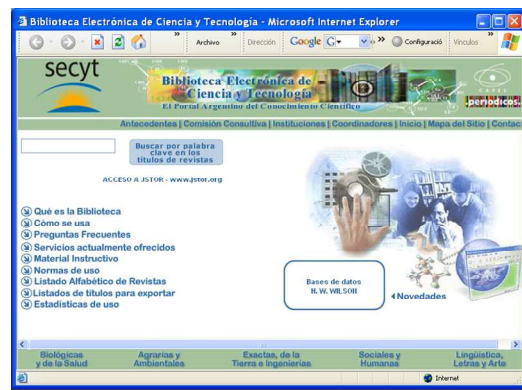 Biblioteca Electrónica de Ciencia y Tecnología - Microsoft Internet Explorer
Archivo Dirección Google Configuració Vínculos
secyt
Biblioteca Electrónica de
Ciencia y Tecnología
El Portal Argentino del Conocimiento Científico
CAPES
.periodicos.
Antecedentes | Comisión Consultiva | Instituciones | Coordinadores | Inicio | Mapa del Sitio | Contac
Buscar por palabra
clave en los
títulos de revistas
ACCESO A JSTOR - www.jstor.org
Qué es la Biblioteca
Cómo se usa
Preguntas Frecuentes
Servicios actualmente ofrecidos
Material Instructivo
Normas de uso
Listado Alfabético de Revistas
Listados de títulos para exportar
Estadísticas de uso
Bases de datos
H. W. WILSON
Novedades
Biológicas
y de la Salud
Agrarias y
Ambientales
Exactas, de la
Tierra e Ingenierías
Sociales y
Humanas
Lingüística,
Letras y Arte
Internet